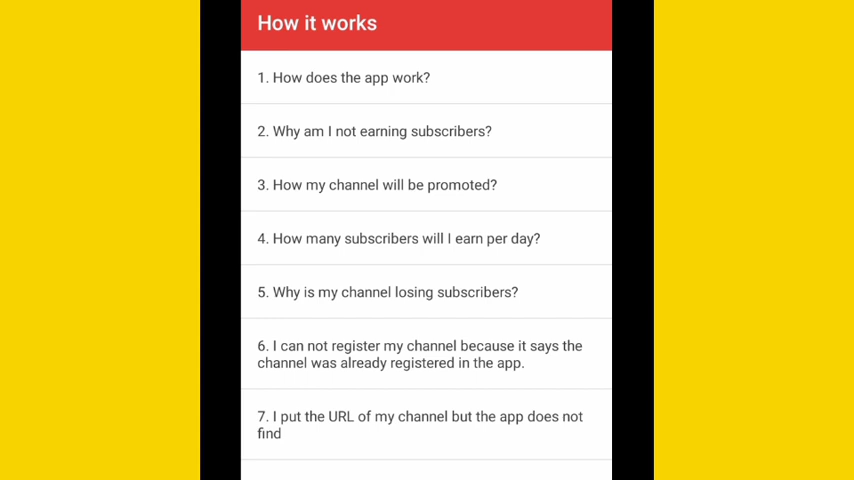 How it works
1. How does the app work?
2. Why am I not earning subscribers?
3. How my channel will be promoted?
4. How many subscribers will I earn per day?
5. Why is my channel losing subscribers?
6. I can not register my channel because it says the
channel was already registered in the app.
7. I put the URL of my channel but the app does not
find